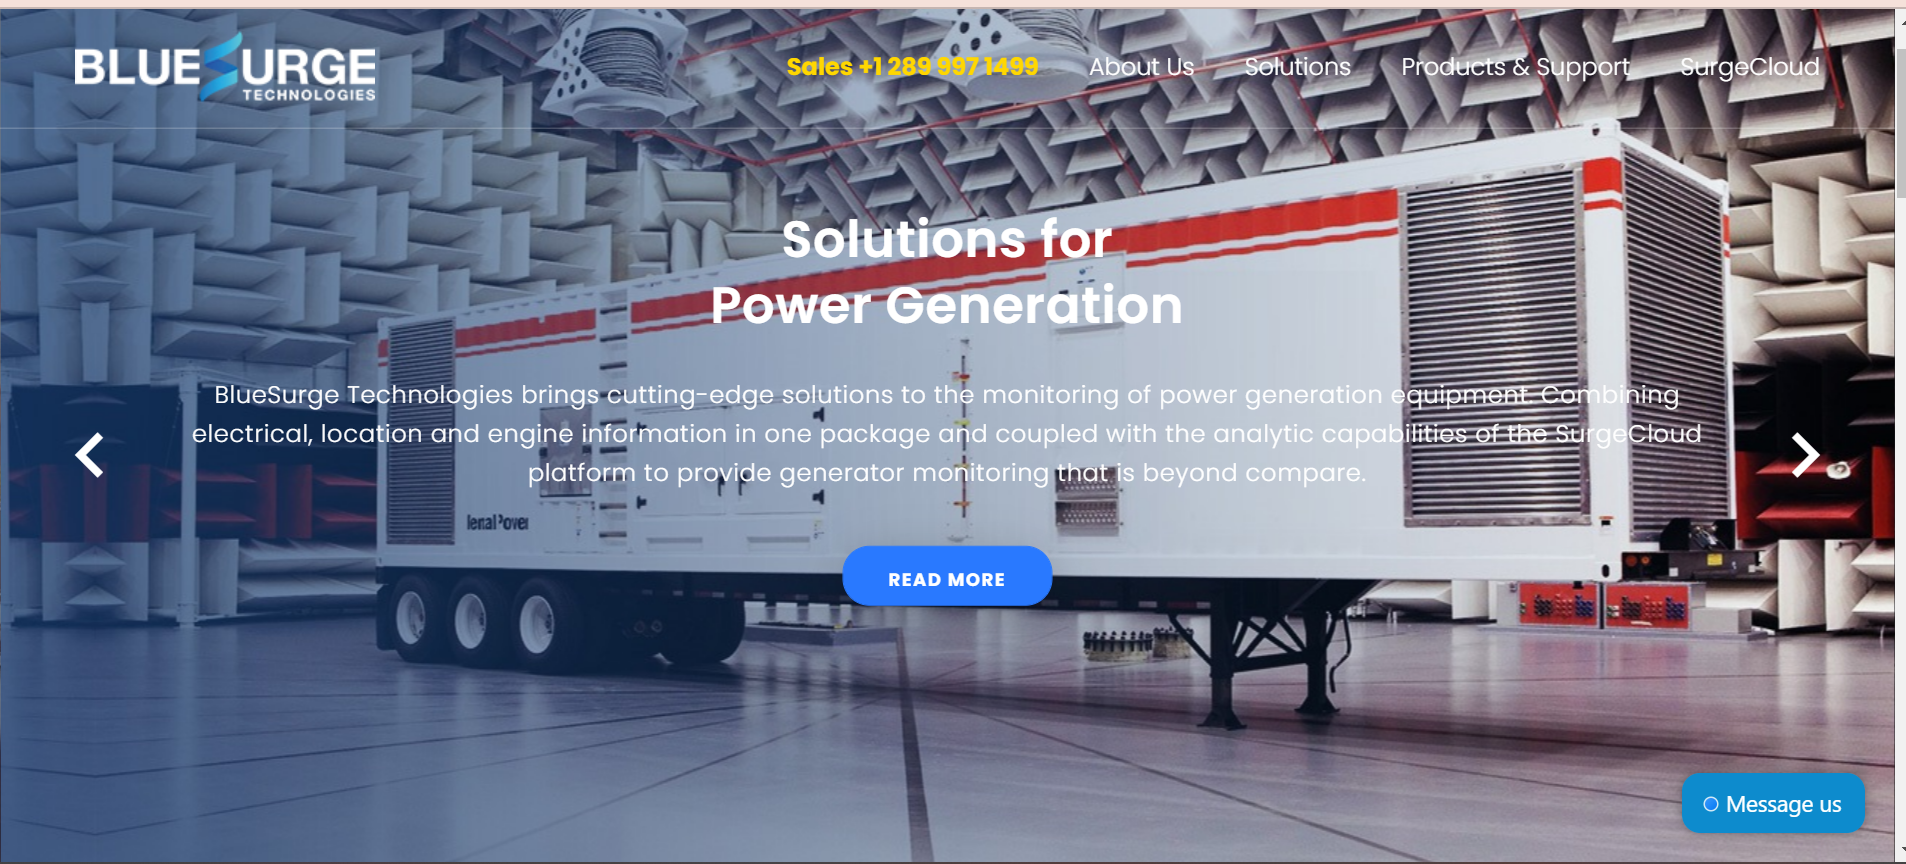 BLUESURGE
TECHNOLOGIES
Sales +1 289 997 1499
About Us
Solutions
Products & Support
SurgeCloud
Solutions for
Power Generation
BlueSurge Technologies brings cutting-edge solutions to the monitoring of power generation equipment. Combining
electrical, location and engine information in one package and coupled with the analytic capabilities of the SurgeCloud
platform to provide generator monitoring that is beyond compare.
READ MORE
Message us